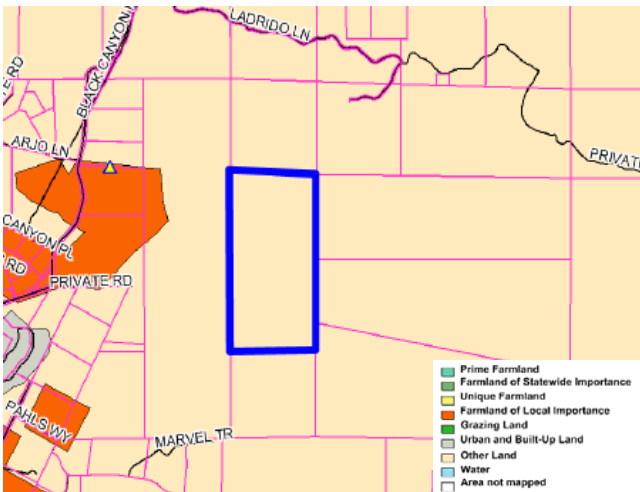 LADRIDO LN
BLACK CANYON
RD
ARJO LN
PRIVATE
CANYON PL
RD
PRIVATE RD
PAHLS WY
MARVEL TR
Prime Farmland
Farmland of Statewide Importance
Unique Farmland
Farmland of Local Importance
Grazing Land
Urban and Built-Up Land
Other Land
Water
Area not mapped